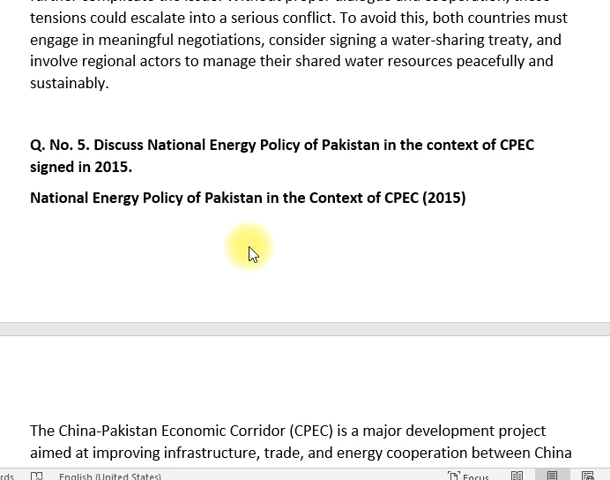 tensions could escalate into a serious conflict. To avoid this, both countries must
engage in meaningful negotiations, consider signing a water-sharing treaty, and
involve regional actors to manage their shared water resources peacefully and
sustainably.
Q. No. 5. Discuss National Energy Policy of Pakistan in the context of CPEC
signed in 2015.
National Energy Policy of Pakistan in the Context of CPEC (2015)
The China-Pakistan Economic Corridor (CPEC) is a major development project
aimed at improving infrastructure, trade, and energy cooperation between China
rds English (United States) Focus